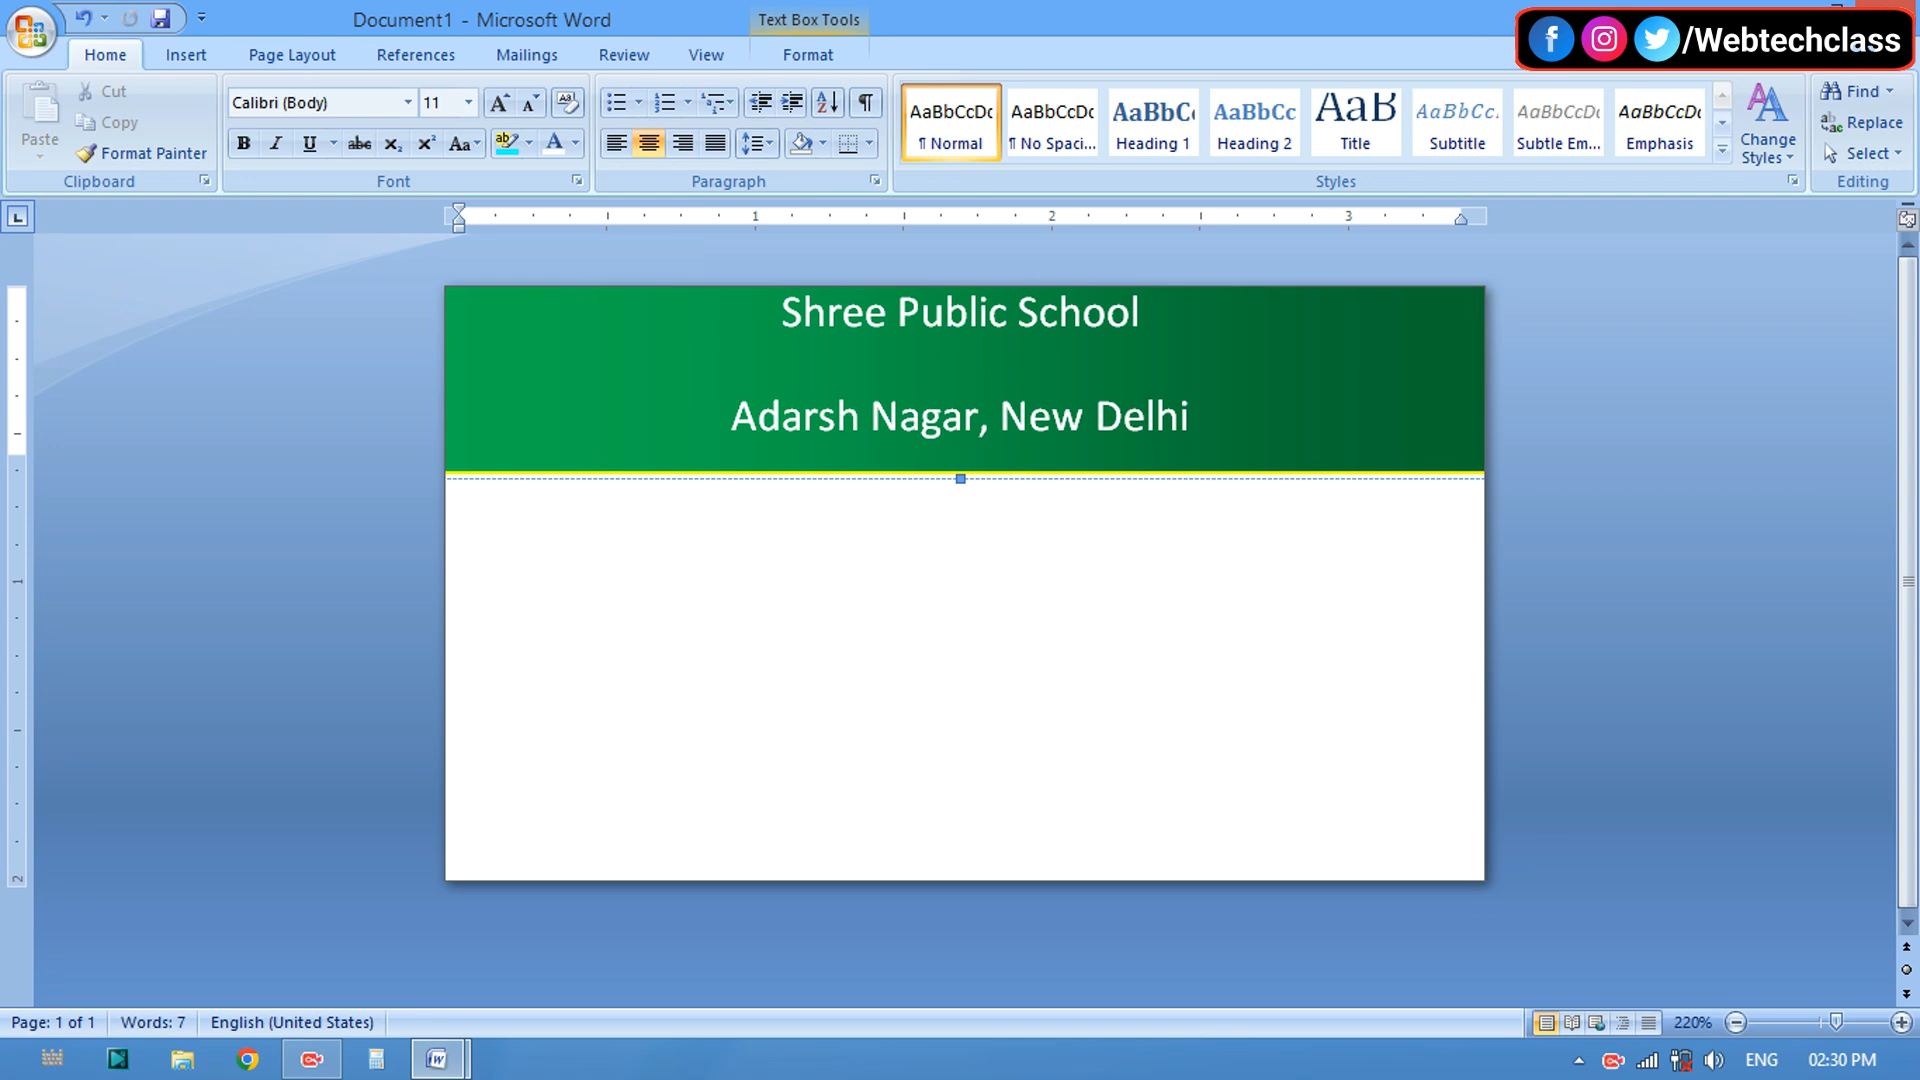 Document1 - Microsoft Word
Text Box Tools
/Webtechclass
Home
Insert
Page Layout
References
Mailings
Review
View
Format
Paste
Cut
Copy
Format Painter
Clipboard
Calibri (Body)
11
Font
Paragraph
AaBbCcDc
¶ Normal
AaBbCcDc
¶ No Spaci...
AaBbC
Heading 1
AaBbCc
Heading 2
AaB
Title
AaBbCc.
Subtitle
AaBbCcDc
Subtle Em...
AaBbCcDc
Emphasis
Change
Styles
Styles
Find
Replace
Select
Editing
1
2
3
Shree Public School
Adarsh Nagar, New Delhi
1
2
Page: 1 of 1
Words: 7
English (United States)
220%
ENG
02:30 PM